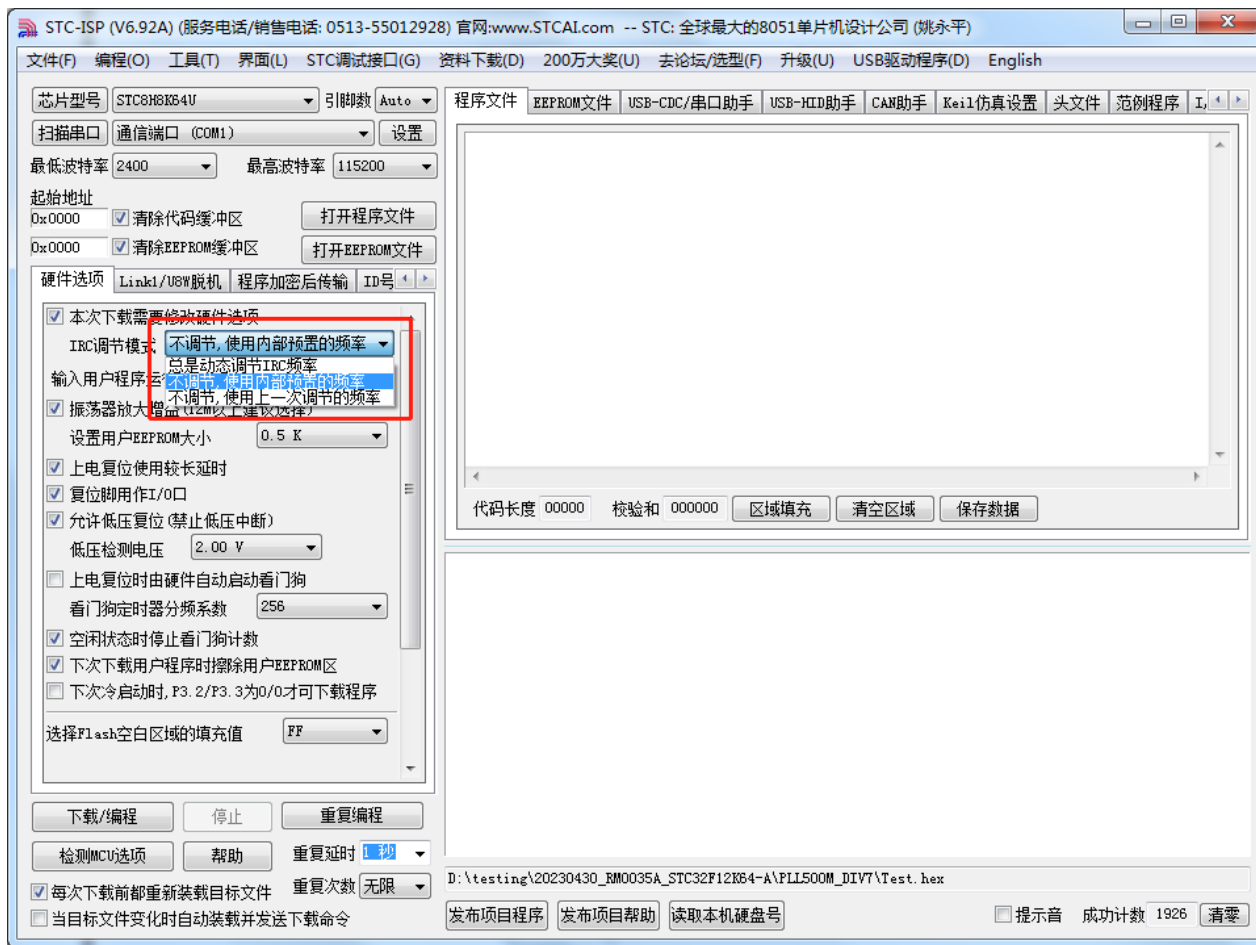 STC-ISP (V6.92A) (服务电话/销售电话: 0513-55012928) 官网:www.STCAI.com -- STC: 全球最大的8051单片机设计公司 (姚永平)
文件(F) 编程(O) 工具(T) 界面(L) STC调试接口(G) 资料下载(D) 200万大奖(U) 去论坛/选型(F) 升级(U) USB驱动程序(D) English
芯片型号 STC8H8K64U 引脚数 Auto
扫描串口 通信端口 (COM1) 设置
最低波特率 2400 最高波特率 115200
起始地址
0x0000 清除代码缓冲区 打开程序文件
0x0000 清除EEPROM缓冲区 打开EEPROM文件
硬件选项 Link1/U8W脱机 程序加密后传输 ID号
本次下载需要修改硬件选项
IRC调节模式 不调节,使用内部预置的频率
总是动态调节IRC频率
输入用户程序运 不调节,使用内部预置的频率
不调节,使用上一次调节的频率
振荡器放大增益(12M以上建议选择)
设置用户EEPROM大小 0.5 K
上电复位使用较长延时
复位脚用作I/O口
允许低压复位(禁止低压中断)
低压检测电压 2.00 V
上电复位时由硬件自动启动看门狗
看门狗定时器分频系数 256
空闲状态时停止看门狗计数
下次下载用户程序时擦除用户EEPROM区
下次冷启动时,P3.2/P3.3为0/0才可下载程序
选择Flash空白区域的填充值 FF
下载/编程 停止 重复编程
检测MCU选项 帮助 重复延时 1 秒
每次下载前都重新装载目标文件 重复次数 无限
当目标文件变化时自动装载并发送下载命令
程序文件 EEPROM文件 USB-CDC/串口助手 USB-HID助手 CAN助手 Keil仿真设置 头文件 范例程序 I/
代码长度 00000 校验和 000000 区域填充 清空区域 保存数据
D:\testing\20230430_RM0035A_STC32F12K64-A\PLL500M_DIV7\Test.hex
发布项目程序 发布项目帮助 读取本机硬盘号 提示音 成功计数 1926 清零